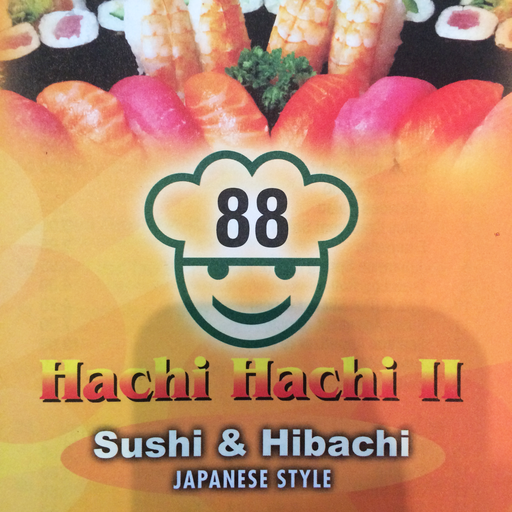 88
Hachi Hachi II
Sushi & Hibachi
JAPANESE STYLE